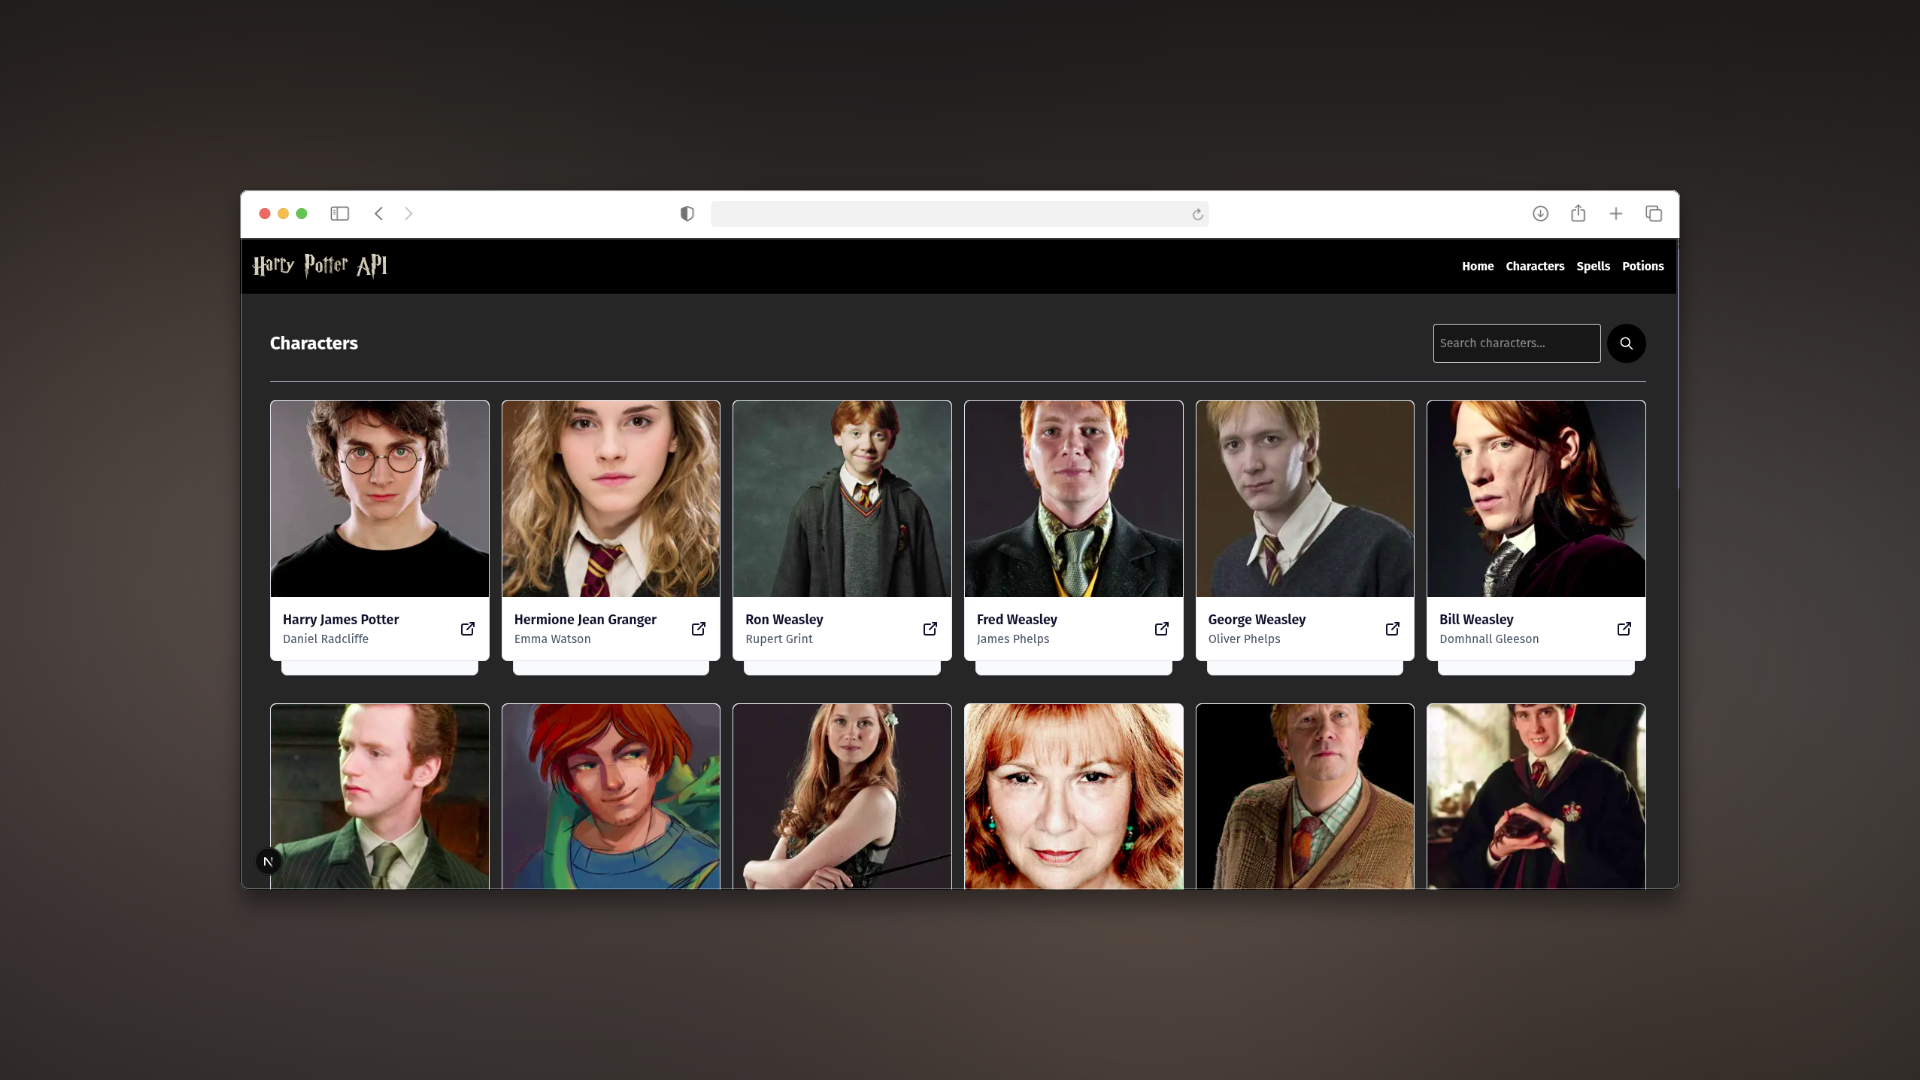 Harry Potter API
Home Characters Spells Potions
Characters
Search characters...
Harry James Potter
Daniel Radcliffe
Hermione Jean Granger
Emma Watson
Ron Weasley
Rupert Grint
Fred Weasley
James Phelps
George Weasley
Oliver Phelps
Bill Weasley
Domhnall Gleeson
N